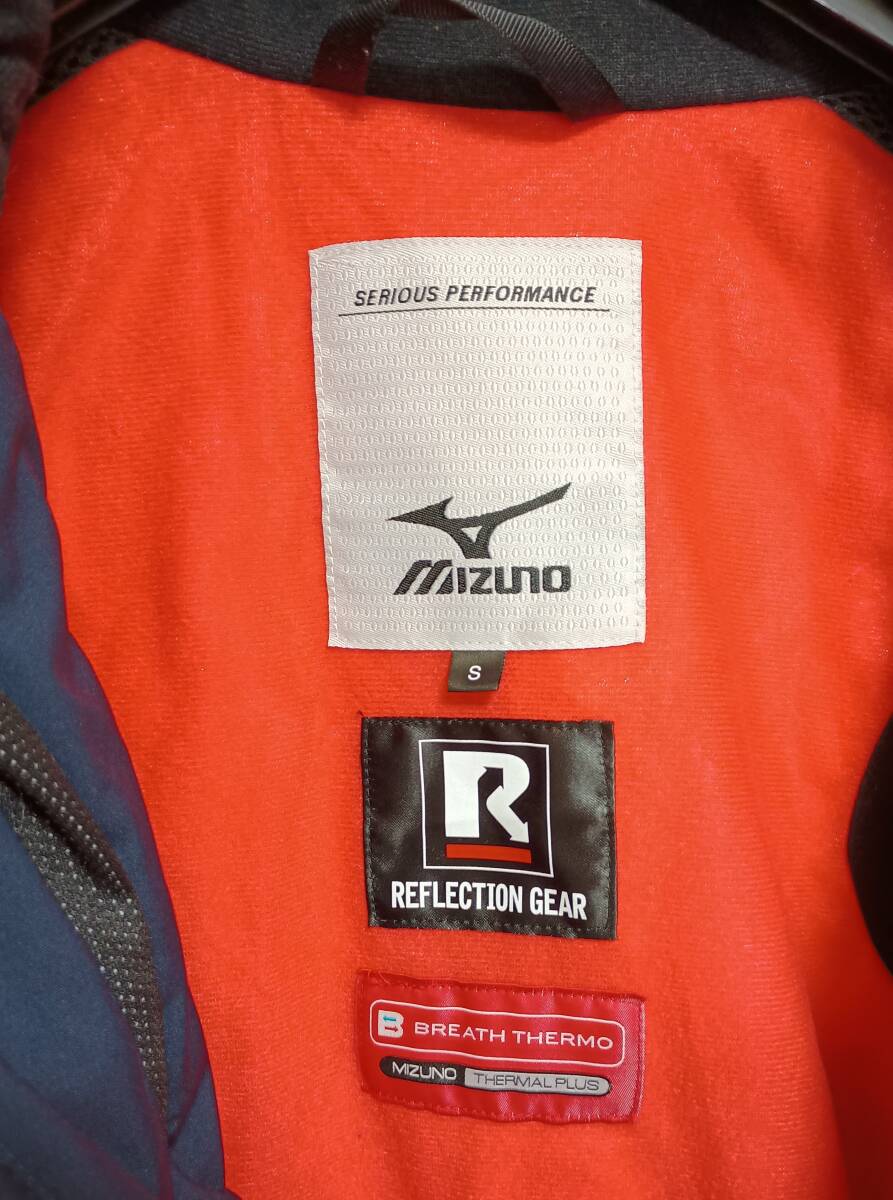 SERIOUS PERFORMANCE
MIZUNO
S
R
REFLECTION GEAR
B BREATH THERMO
MIZUNO THERMAL PLUS